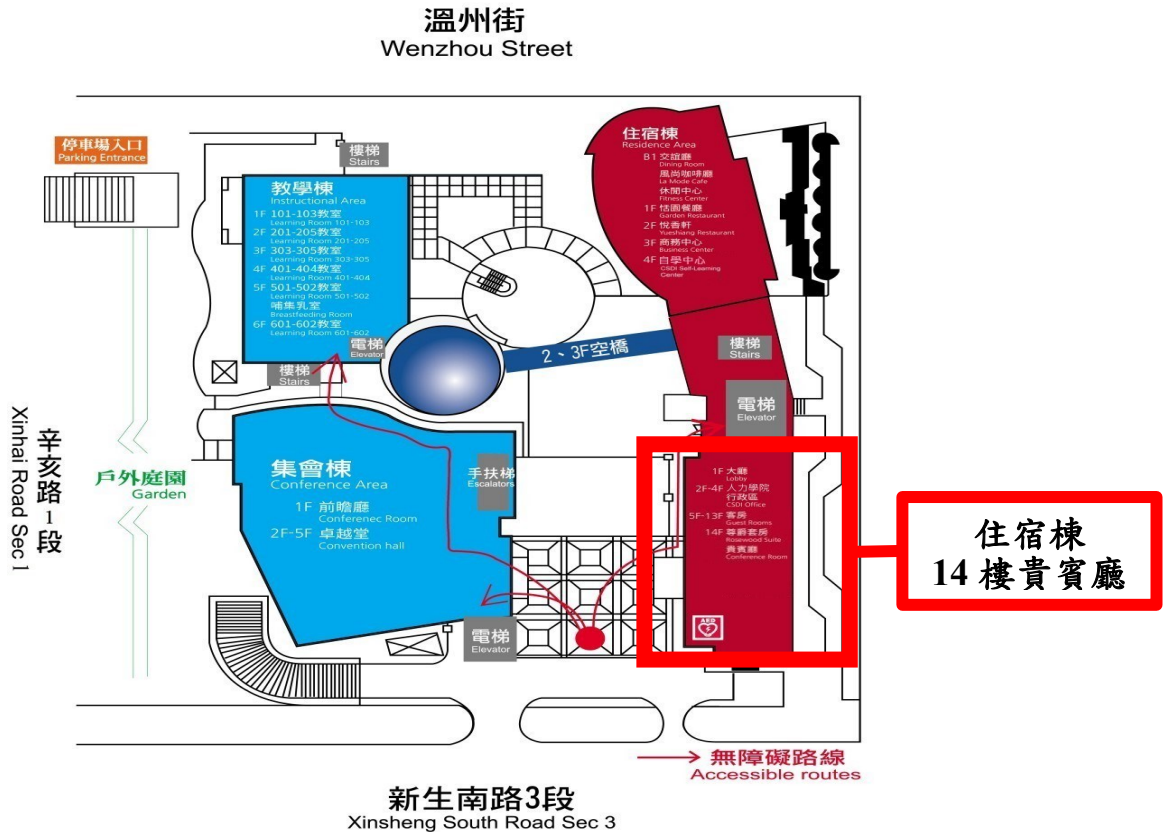 溫州街
Wenzhou Street
停車場入口
Parking Entrance
樓梯
Stairs
教學棟
Instructional Area
1F 101-103教室
Learning Room 101-103
2F 201-205教室
Learning Room 201-205
3F 303-305教室
Learning Room 303-305
4F 401-404教室
Learning Room 401-404
5F 501-502教室
Learning Room 501-502
哺集乳室
Breastfeeding Room
6F 601-602教室
Learning Room 601-602
電梯
Elevator
樓梯
Stairs
住宿棟
Residence Area
B1 交誼廳
Dining Room
風尚咖啡廳
La Mode Cafe
休閒中心
Fitness Center
1F 恬園餐廳
Garden Restaurant
2F 悅香軒
Yueshiang Restaurant
3F 商務中心
Business Center
4F 自學中心
CSDI Self-Learning
Center
2、3F空橋
樓梯
Stairs
電梯
Elevator
辛亥路1段
Xinhai Road Sec 1
戶外庭園
Garden
集會棟
Conference Area
1F 前瞻廳
Conferenec Room
2F-5F 卓越堂
Convention hall
手扶梯
Escalators
電梯
Elevator
1F 大廳
Lobby
2F-4F 人力學院
行政區
CSDI Office
5F-13F 客房
Guest Rooms
14F 尊爵套房
Rosewood Suite
貴賓廳
Conference Room
AED
住宿棟
14 樓貴賓廳
無障礙路線
Accessible routes
新生南路3段
Xinsheng South Road Sec 3